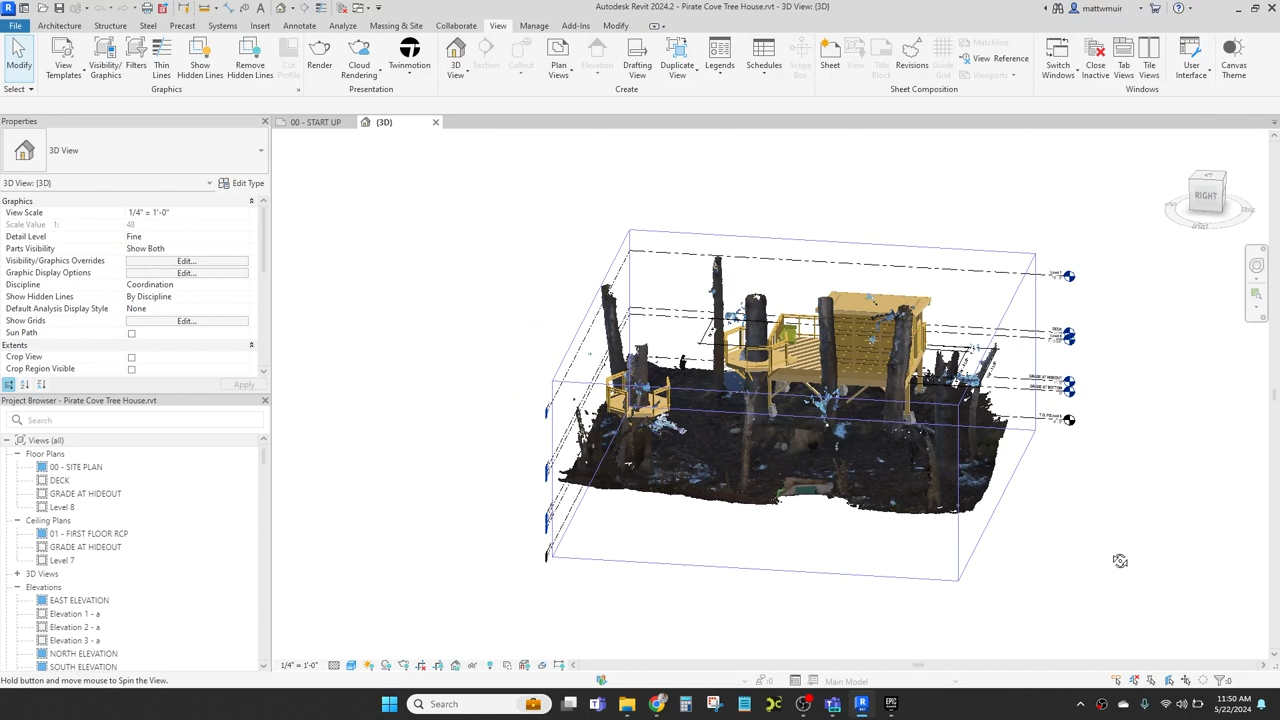 Autodesk Revit 2024.2 - Pirate Cove Tree House.rvt - 3D View: {3D}
mattwmuir
File Architecture Structure Steel Precast Systems Insert Annotate Analyze Massing & Site Collaborate View Manage Add-Ins Modify
Modify
View Templates
Visibility/ Graphics
Filters
Thin Lines
Show Hidden Lines
Remove Hidden Lines
Cut Profile
Render
Cloud Rendering
Twinmotion
3D View
Section
Callout
Plan Views
Elevation
Drafting View
Duplicate View
Legends
Schedules
Scope Box
Sheet
View
Title Block
Revisions
Guide Grid
Matchline
View Reference
Viewports
Switch Windows
Close Inactive
Tab Views
Tile Views
User Interface
Canvas Theme
Select Graphics Presentation Create Sheet Composition Windows
Properties
00 - START UP
{3D}
3D View
3D View: {3D}
Edit Type
Graphics
View Scale 1/4" = 1'-0"
Scale Value 1: 48
Detail Level Fine
Parts Visibility Show Both
Visibility/Graphics Overrides Edit...
Graphic Display Options Edit...
Discipline Coordination
Show Hidden Lines By Discipline
Default Analysis Display Style None
Show Grids Edit...
Sun Path
Extents
Crop View
Crop Region Visible
Apply
Project Browser - Pirate Cove Tree House.rvt
Search
Views (all)
Floor Plans
00 - SITE PLAN
DECK
GRADE AT HIDEOUT
Level 8
Ceiling Plans
01 - FIRST FLOOR RCP
GRADE AT HIDEOUT
Level 7
3D Views
Elevations
EAST ELEVATION
Elevation 1 - a
Elevation 2 - a
Elevation 3 - a
NORTH ELEVATION
SOUTH ELEVATION
RIGHT
DECK
GRADE AT HIDEOUT
GRADE AT BOTTOM
1/4" = 1'-0"
Hold button and move mouse to Spin the View.
:0
Main Model
:0
Search
11:50 AM
5/22/2024